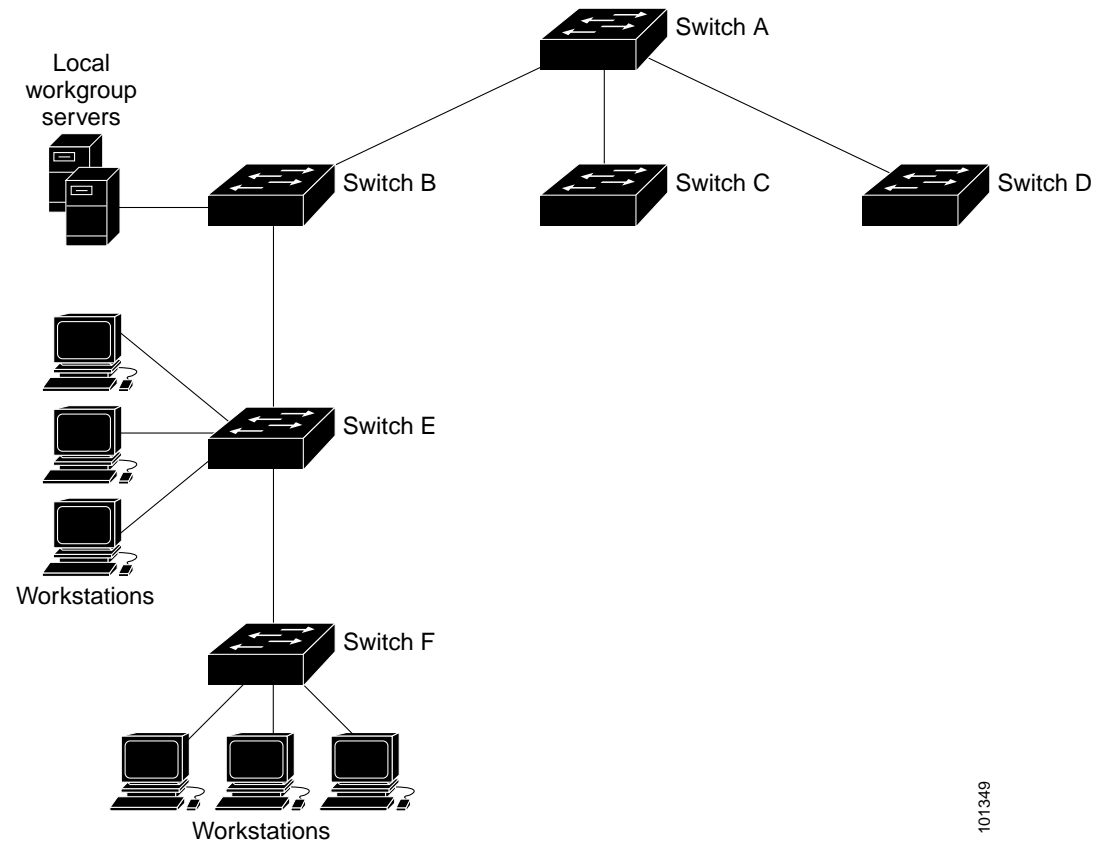 Switch A
Local
workgroup
servers
Switch B
Switch C
Switch D
Switch E
Workstations
Switch F
Workstations
101349